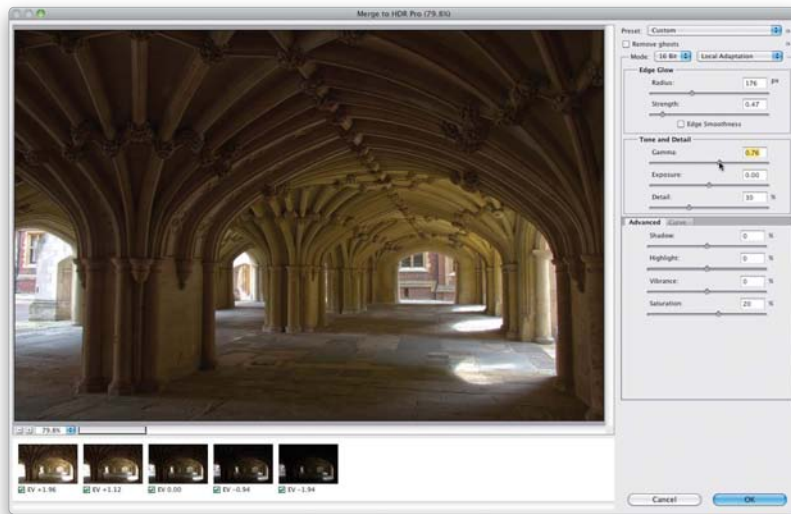 Merge to HDR Pro (79.8%)
Preset: Custom
Remove ghosts
Mode: 16 Bit Local Adaptation
Edge Glow
Radius: 176 px
Strength: 0.47
Edge Smoothness
Tone and Detail
Gamma: 0.76
Exposure: 0.00
Detail: 30 %
Advanced Curve
Shadow: 0 %
Highlight: 0 %
Vibrance: 0 %
Saturation 20 %
79.8%
EV +1.96 EV +1.12 EV 0.00 EV -0.94 EV -1.94
Cancel OK